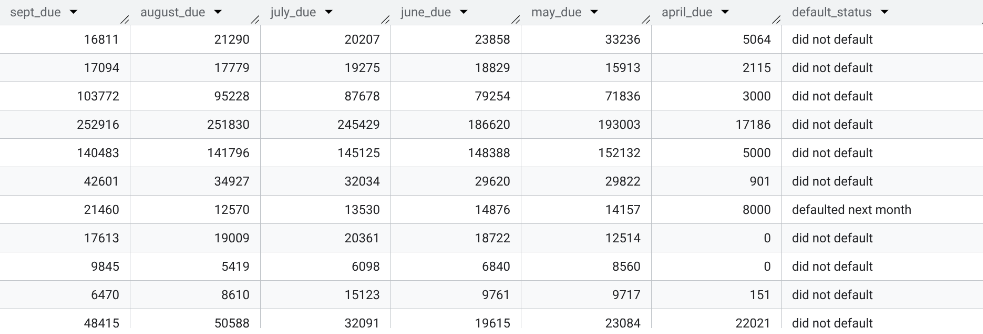 sept_due august_due july_due june_due may_due april_due default_status
16811 21290 20207 23858 33236 5064 did not default
17094 17779 19275 18829 15913 2115 did not default
103772 95228 87678 79254 71836 3000 did not default
252916 251830 245429 186620 193003 17186 did not default
140483 141796 145125 148388 152132 5000 did not default
42601 34927 32034 29620 29822 901 did not default
21460 12570 13530 14876 14157 8000 defaulted next month
17613 19009 20361 18722 12514 0 did not default
9845 5419 6098 6840 8560 0 did not default
6470 8610 15123 9761 9717 151 did not default
48415 50588 32091 19615 23084 22021 did not default